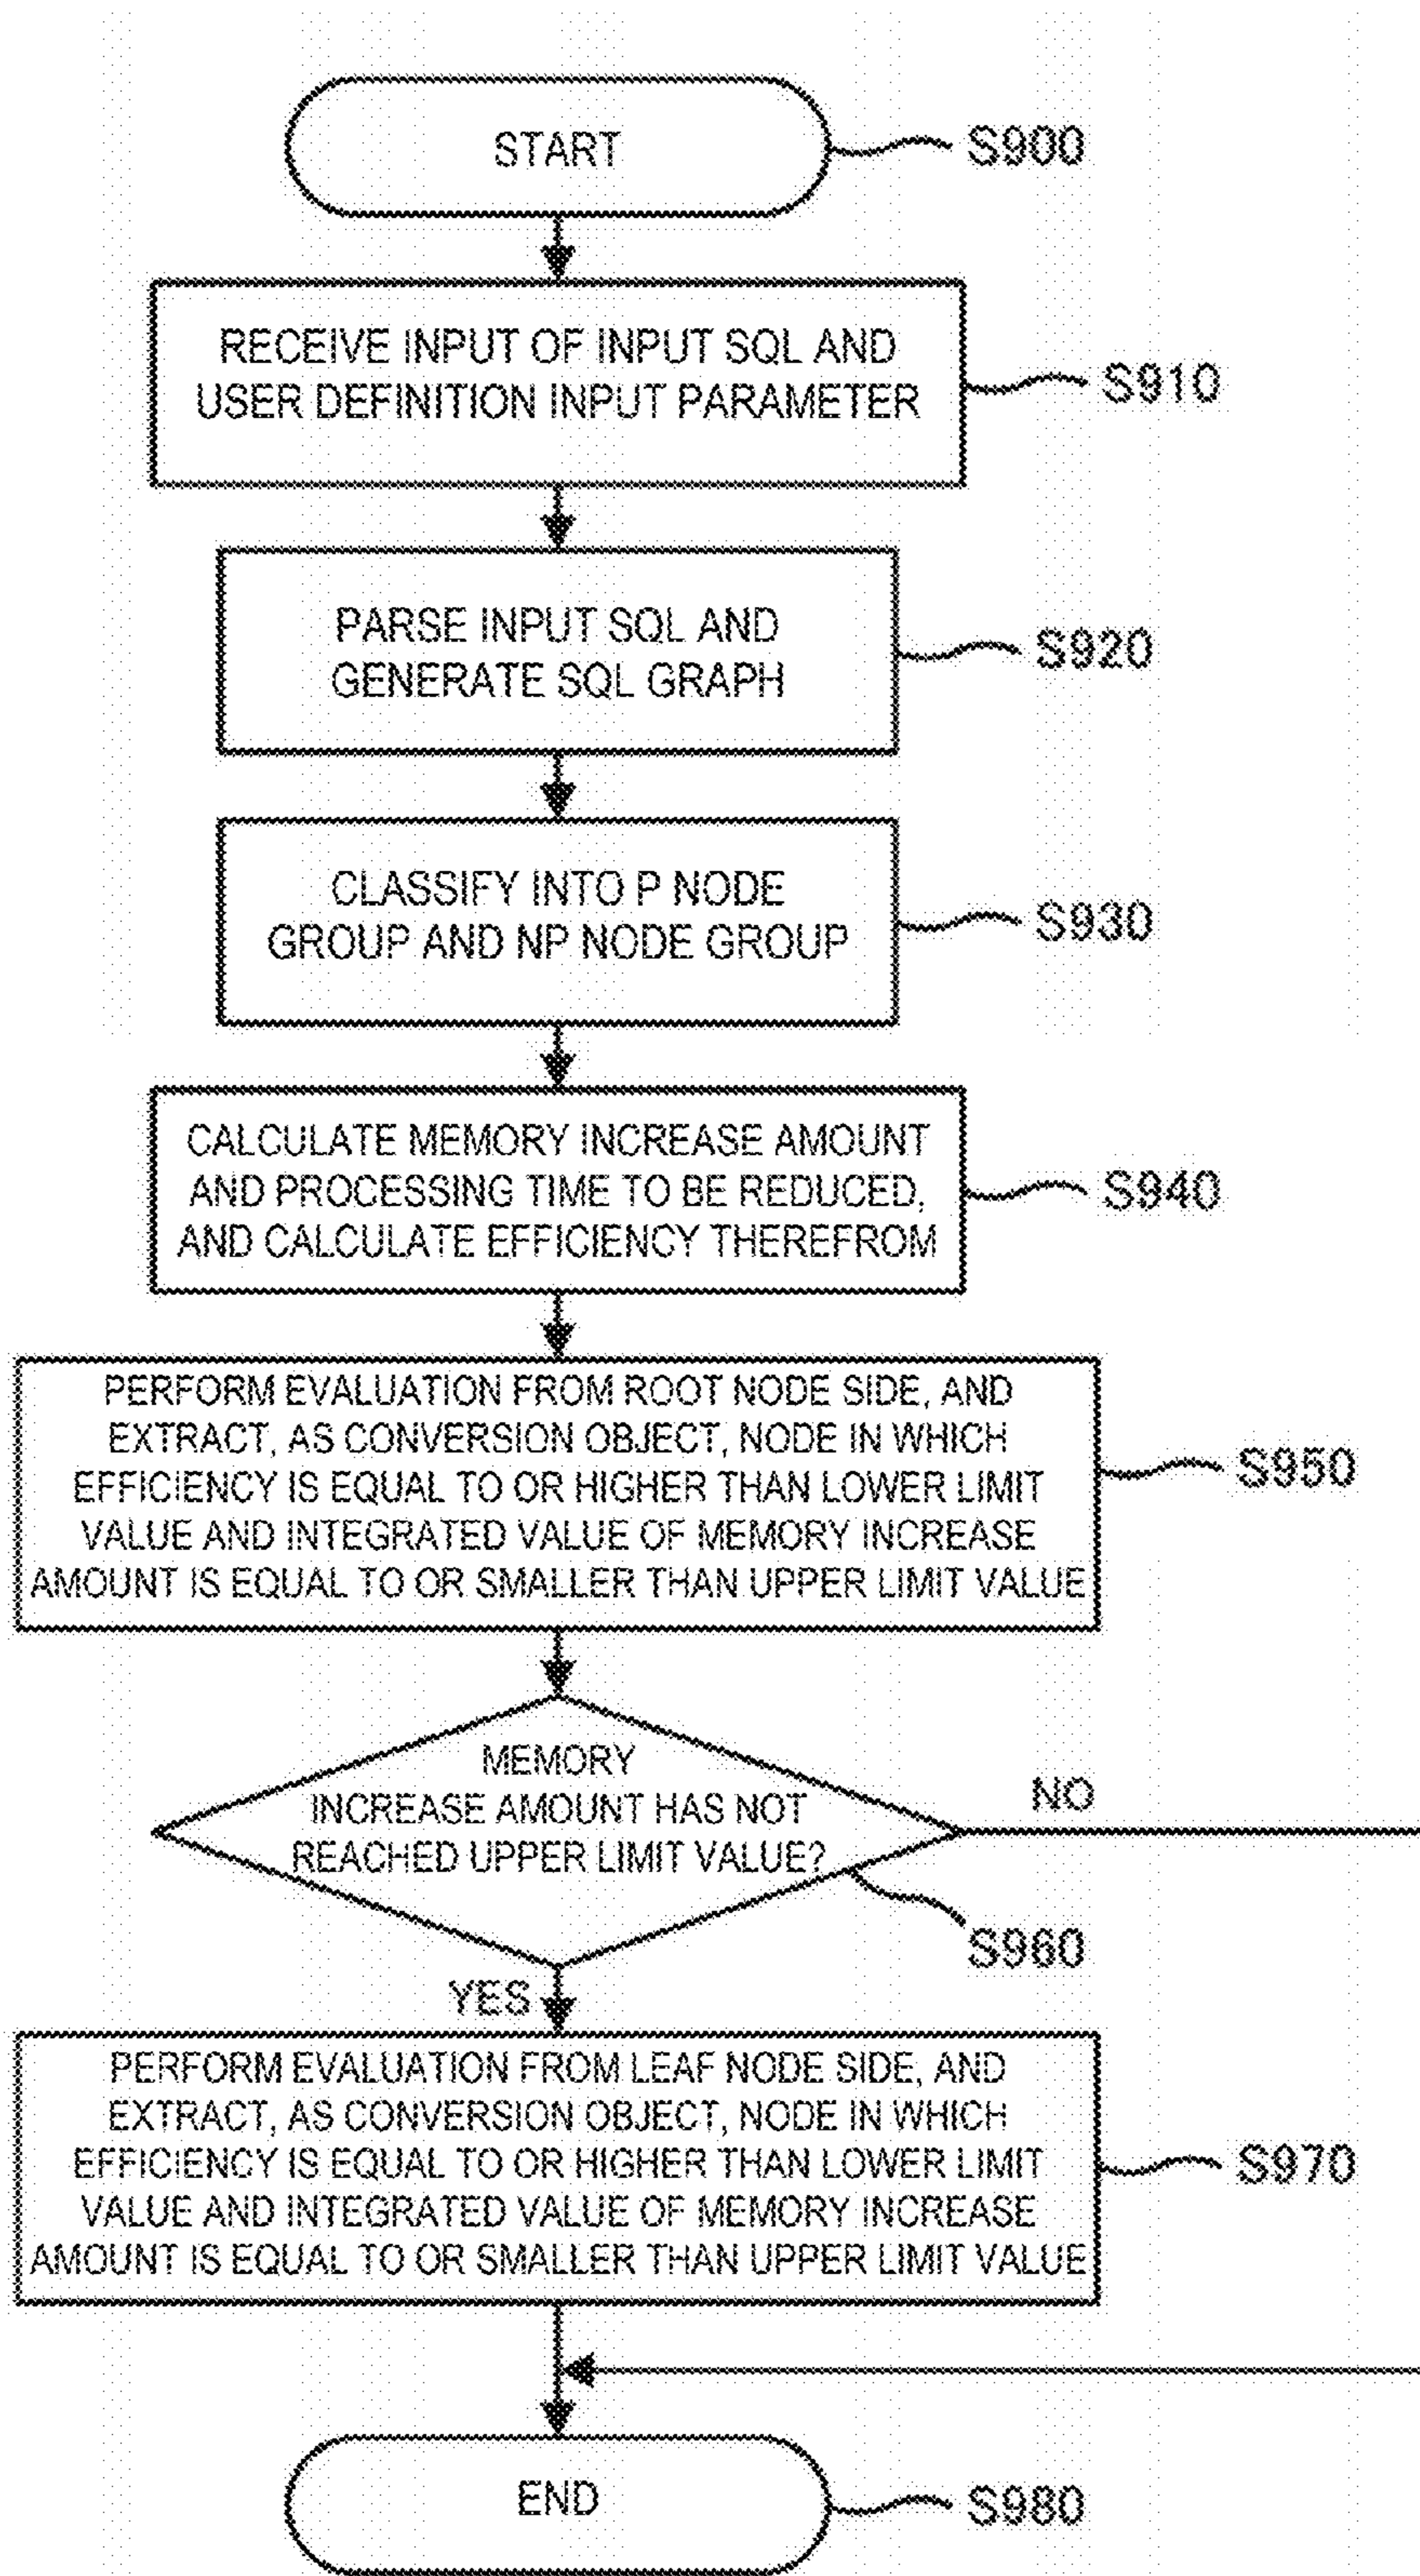 START
S900
RECEIVE INPUT OF INPUT SQL AND
USER DEFINITION INPUT PARAMETER
S910
PARSE INPUT SQL AND
GENERATE SQL GRAPH
S920
CLASSIFY INTO P NODE
GROUP AND NP NODE GROUP
S930
CALCULATE MEMORY INCREASE AMOUNT
AND PROCESSING TIME TO BE REDUCED,
AND CALCULATE EFFICIENCY THEREFROM
S940
PERFORM EVALUATION FROM ROOT NODE SIDE, AND
EXTRACT, AS CONVERSION OBJECT, NODE IN WHICH
EFFICIENCY IS EQUAL TO OR HIGHER THAN LOWER LIMIT
VALUE AND INTEGRATED VALUE OF MEMORY INCREASE
AMOUNT IS EQUAL TO OR SMALLER THAN UPPER LIMIT VALUE
S950
MEMORY
INCREASE AMOUNT HAS NOT
REACHED UPPER LIMIT VALUE?
NO
S960
YES
PERFORM EVALUATION FROM LEAF NODE SIDE, AND
EXTRACT, AS CONVERSION OBJECT, NODE IN WHICH
EFFICIENCY IS EQUAL TO OR HIGHER THAN LOWER LIMIT
VALUE AND INTEGRATED VALUE OF MEMORY INCREASE
AMOUNT IS EQUAL TO OR SMALLER THAN UPPER LIMIT VALUE
S970
END
S980